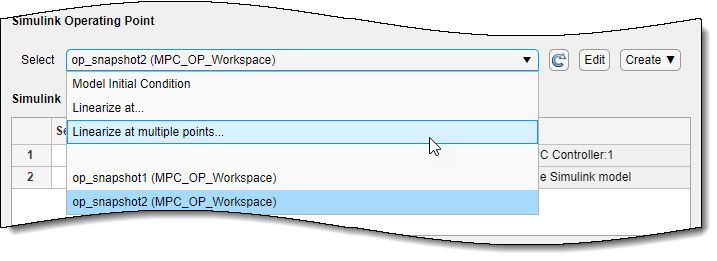 Simulink Operating Point
Select op_snapshot2 (MPC_OP_Workspace) Edit Create
Model Initial Condition
Linearize at...
Simulink
Linearize at multiple points...
1 C Controller:1
op_snapshot1 (MPC_OP_Workspace)
2 e Simulink model
op_snapshot2 (MPC_OP_Workspace)